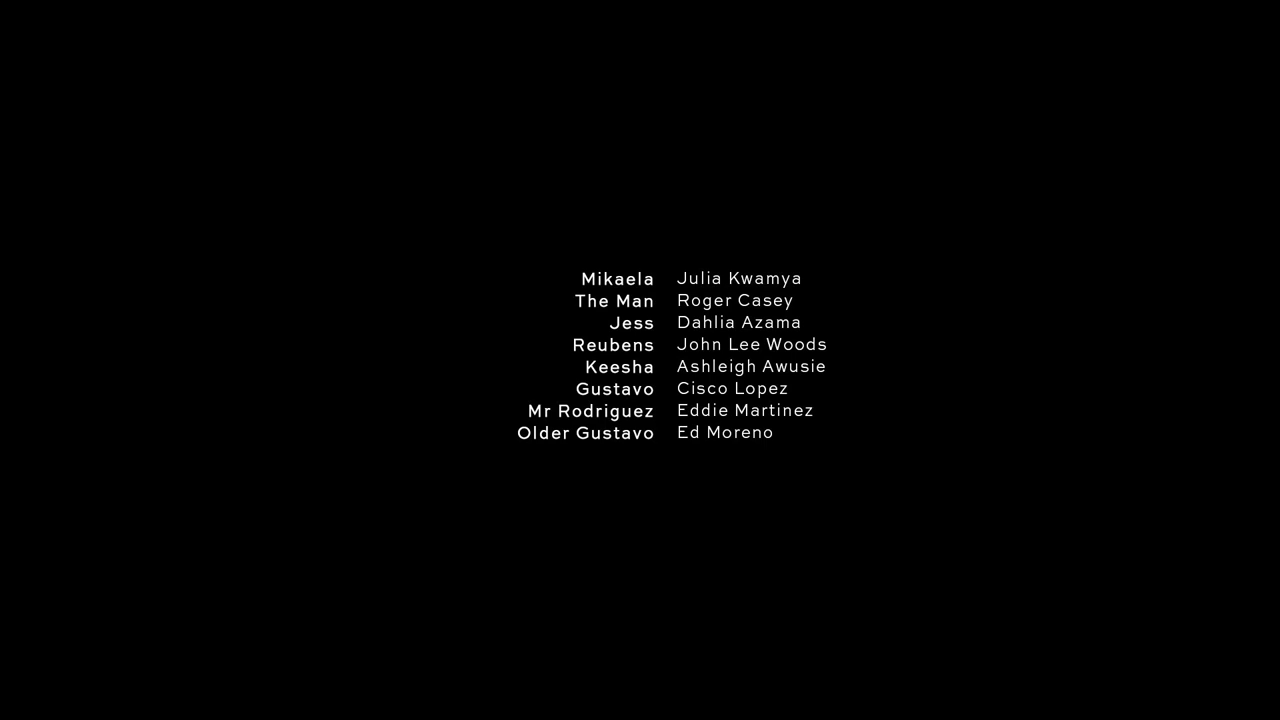 Mikaela Julia Kwamya
The Man Roger Casey
Jess Dahlia Azama
Reubens John Lee Woods
Keesha Ashleigh Awusie
Gustavo Cisco Lopez
Mr Rodriguez Eddie Martinez
Older Gustavo Ed Moreno